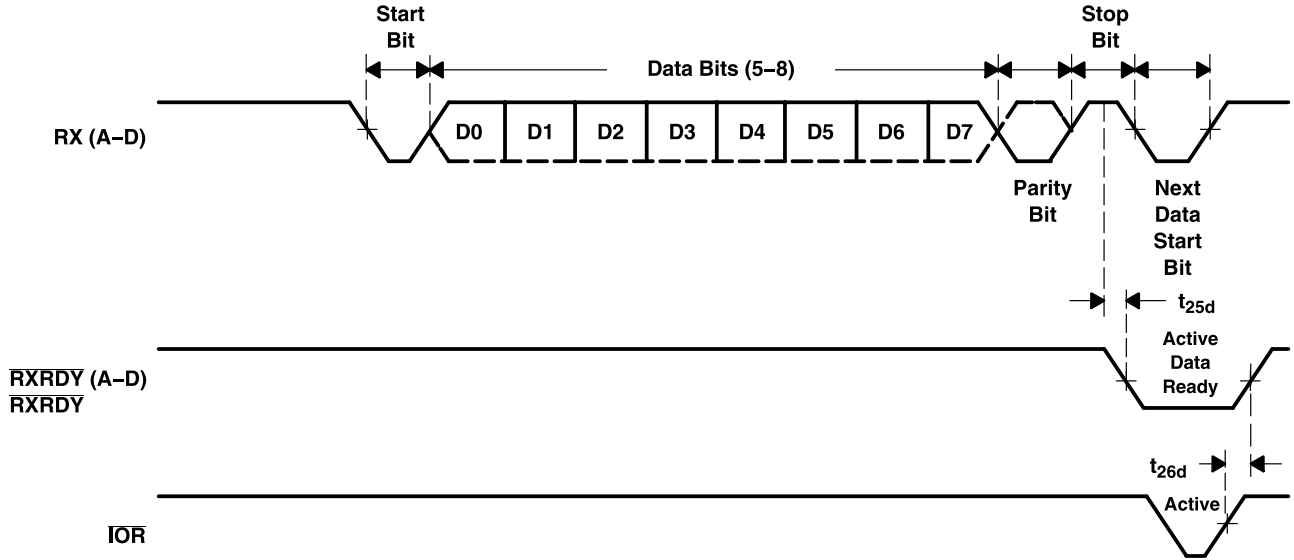 Start
Bit
Stop
Bit
Data Bits (5–8)
RX (A–D)
D0 D1 D2 D3 D4 D5 D6 D7
Parity
Bit
Next
Data
Start
Bit
t25d
Active
Data
Ready
RXRDY (A–D)
RXRDY
t26d
Active
IOR